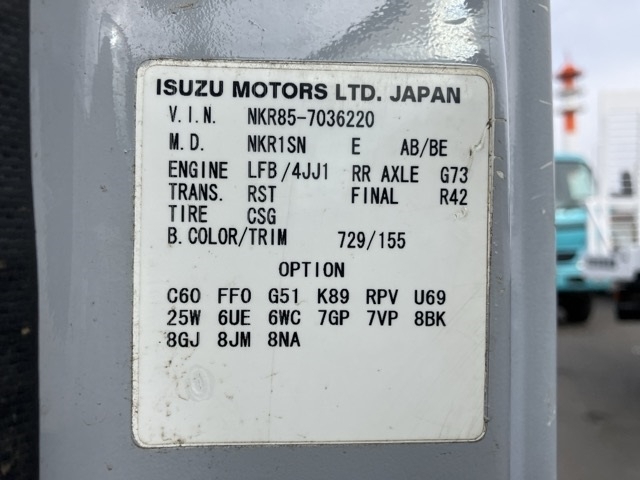 ISUZU MOTORS LTD. JAPAN
V.I.N. NKR85-7036220
M.D. NKR1SN E AB/BE
ENGINE LFB/4JJ1 RR AXLE G73
TRANS. RST FINAL R42
TIRE CSG
B.COLOR/TRIM 729/155
OPTION
C60 FF0 G51 K89 RPV U69
25W 6UE 6WC 7GP 7VP 8BK
8GJ 8JM 8NA